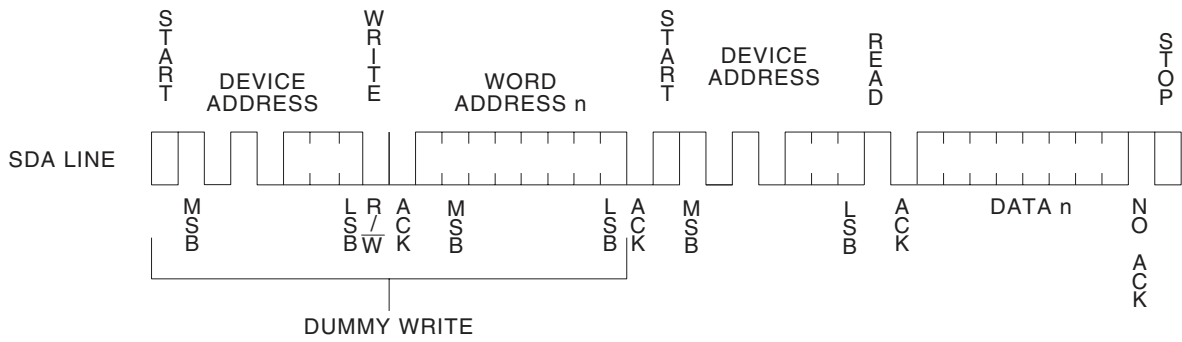 START
WRITE
START
READ
STOP
DEVICE
ADDRESS
WORD
ADDRESS n
DEVICE
ADDRESS
SDA LINE
MSB
LSB
R/W
ACK
MSB
LSB
ACK
MSB
LSB
ACK
DATA n
NO ACK
DUMMY WRITE